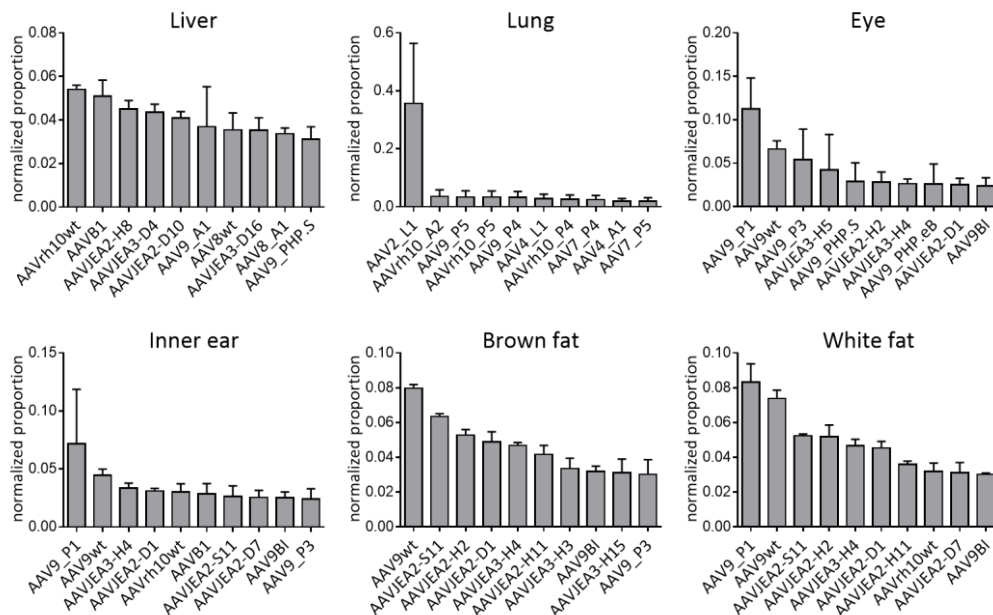 Liver
normalized proportion
0.08
0.06
0.04
0.02
0.00
AAVrh10wt
AAVB1
AAVJEA2-H8
AAVJEA3-D4
AAVJEA2-D10
AAV9_A1
AAV8wt
AAVJEA3-D16
AAV8_A1
AAV9_PHP.S
Lung
normalized proportion
0.6
0.4
0.2
0.0
AAV2_L1
AAVrh10_A2
AAV9_P5
AAVrh10_P5
AAV9_P4
AAV4_L1
AAVrh10_P4
AAV7_P4
AAV4_A1
AAV7_P5
Eye
normalized proportion
0.20
0.15
0.10
0.05
0.00
AAV9_P1
AAV9wt
AAV9_P3
AAVJEA3-H5
AAV9_PHP.S
AAVJEA2-H2
AAVJEA3-H4
AAV9_PHP.eB
AAVJEA2-D1
AAV9BI
Inner ear
normalized proportion
0.15
0.10
0.05
0.00
AAV9_P1
AAV9wt
AAVJEA3-H4
AAVJEA2-D1
AAVrh10wt
AAVB1
AAVJEA2-S11
AAVJEA2-D7
AAV9BI
AAV9_P3
Brown fat
normalized proportion
0.10
0.08
0.06
0.04
0.02
0.00
AAV9wt
AAVJEA2-S11
AAVJEA2-H2
AAVJEA2-D1
AAVJEA3-H4
AAVJEA2-H11
AAVJEA3-H3
AAV9BI
AAVJEA3-H15
AAV9_P3
White fat
normalized proportion
0.10
0.08
0.06
0.04
0.02
0.00
AAV9_P1
AAV9wt
AAVJEA2-S11
AAVJEA2-H2
AAVJEA3-H4
AAVJEA2-D1
AAVJEA2-H11
AAVrh10wt
AAVJEA2-D7
AAV9BI